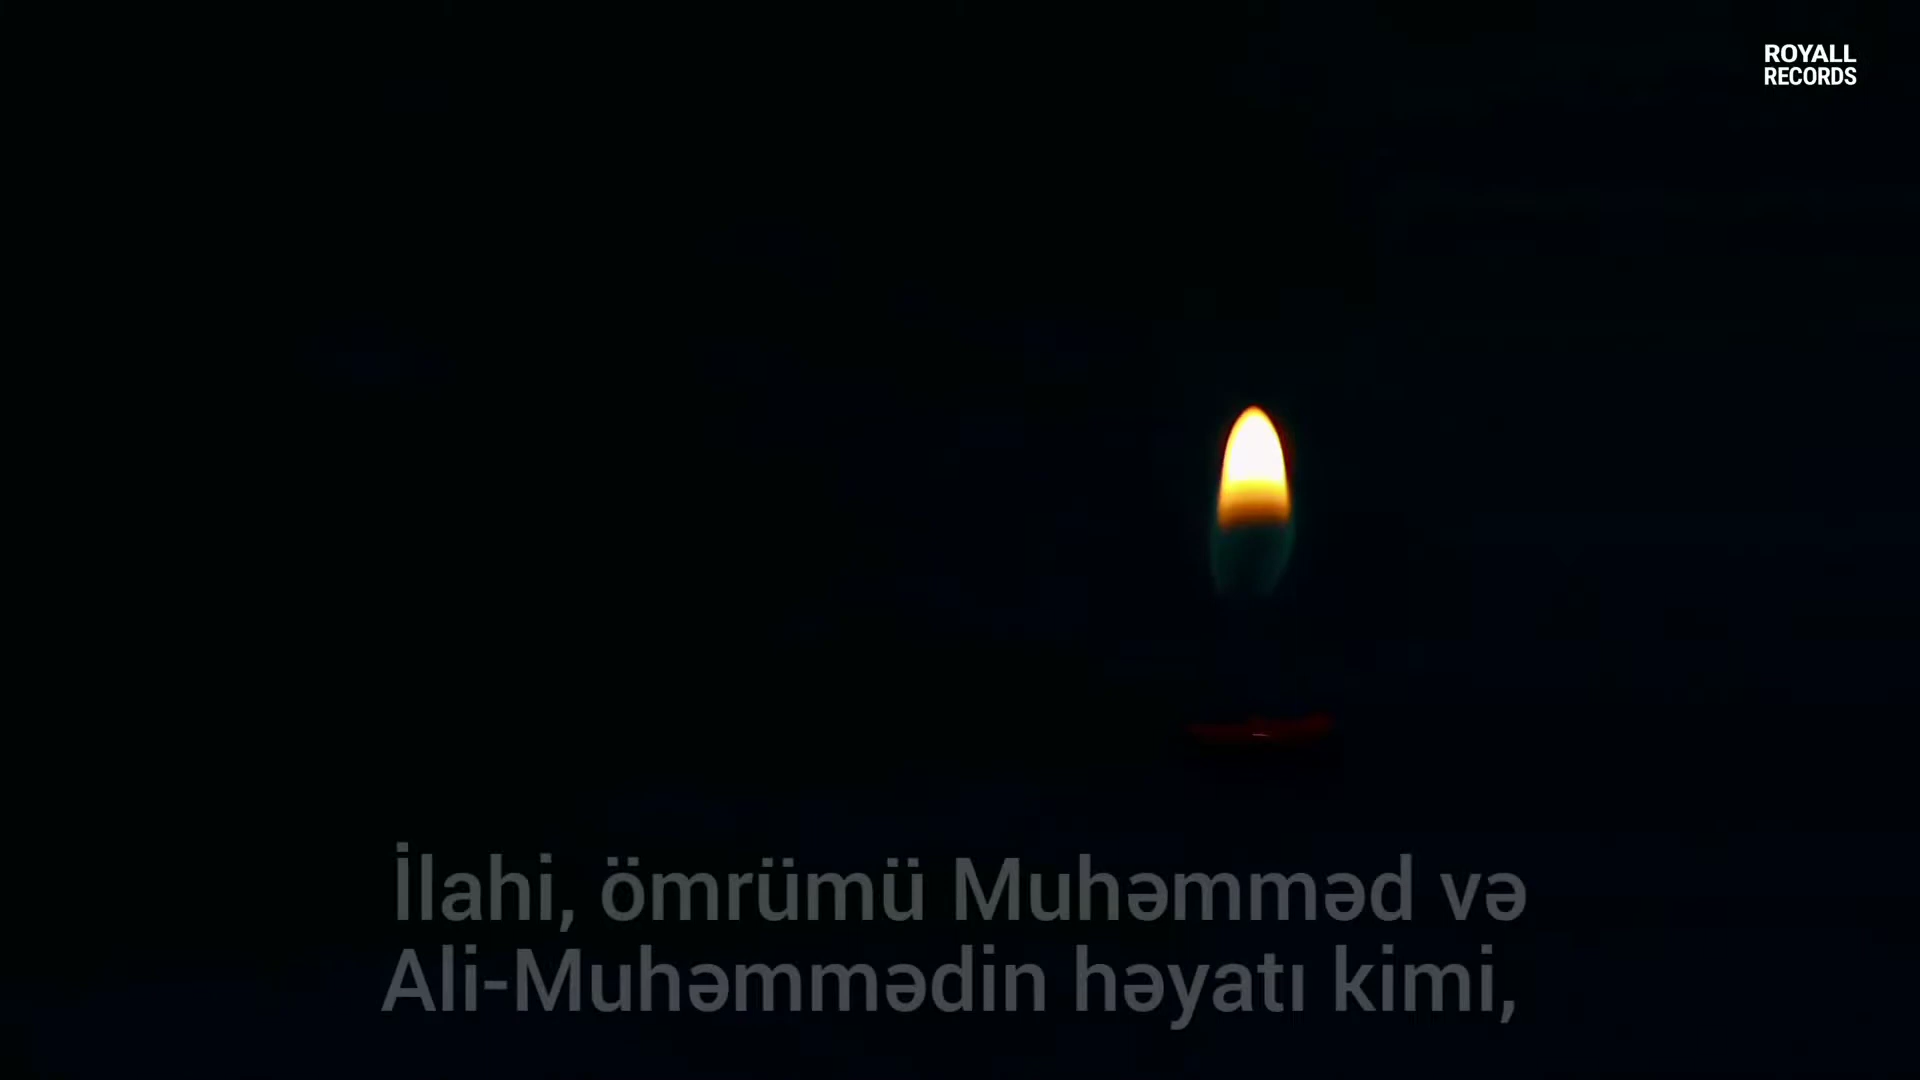 ROYALL
RECORDS
İlahi, ömrümü Muhəmməd və
Ali-Muhəmmədin həyatı kimi,